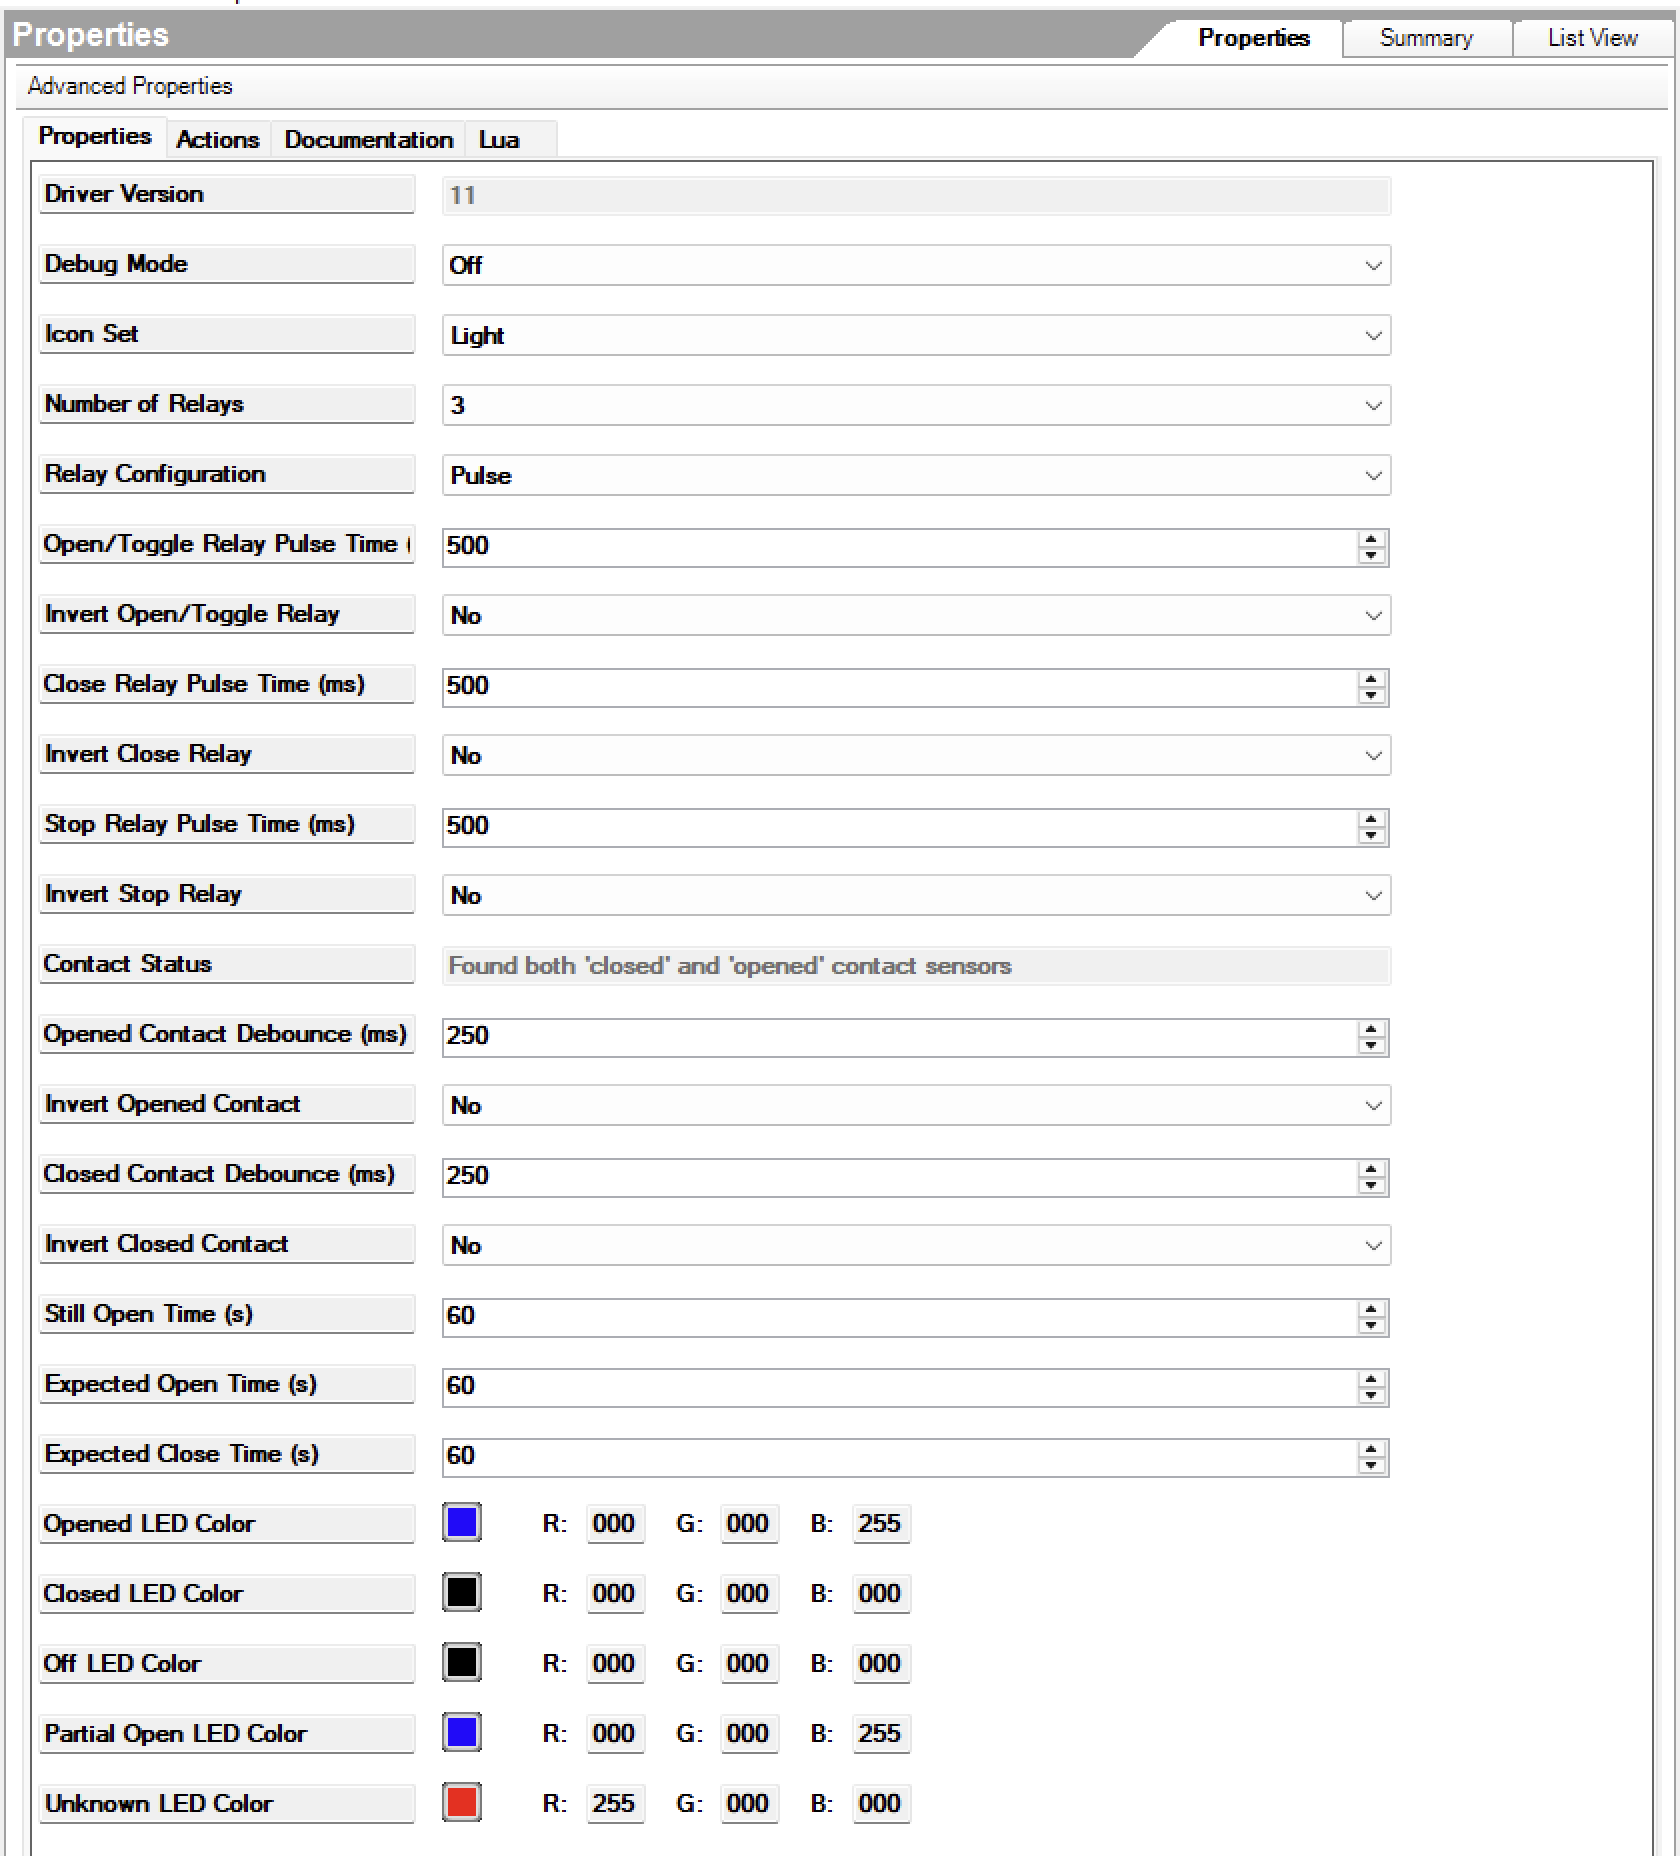 Properties
Properties Summary List View
Advanced Properties
Properties Actions Documentation Lua
Driver Version 11
Debug Mode Off
Icon Set Light
Number of Relays 3
Relay Configuration Pulse
Open/Toggle Relay Pulse Time ( 500
Invert Open/Toggle Relay No
Close Relay Pulse Time (ms) 500
Invert Close Relay No
Stop Relay Pulse Time (ms) 500
Invert Stop Relay No
Contact Status Found both 'closed' and 'opened' contact sensors
Opened Contact Debounce (ms) 250
Invert Opened Contact No
Closed Contact Debounce (ms) 250
Invert Closed Contact No
Still Open Time (s) 60
Expected Open Time (s) 60
Expected Close Time (s) 60
Opened LED Color R: 000 G: 000 B: 255
Closed LED Color R: 000 G: 000 B: 000
Off LED Color R: 000 G: 000 B: 000
Partial Open LED Color R: 000 G: 000 B: 255
Unknown LED Color R: 255 G: 000 B: 000